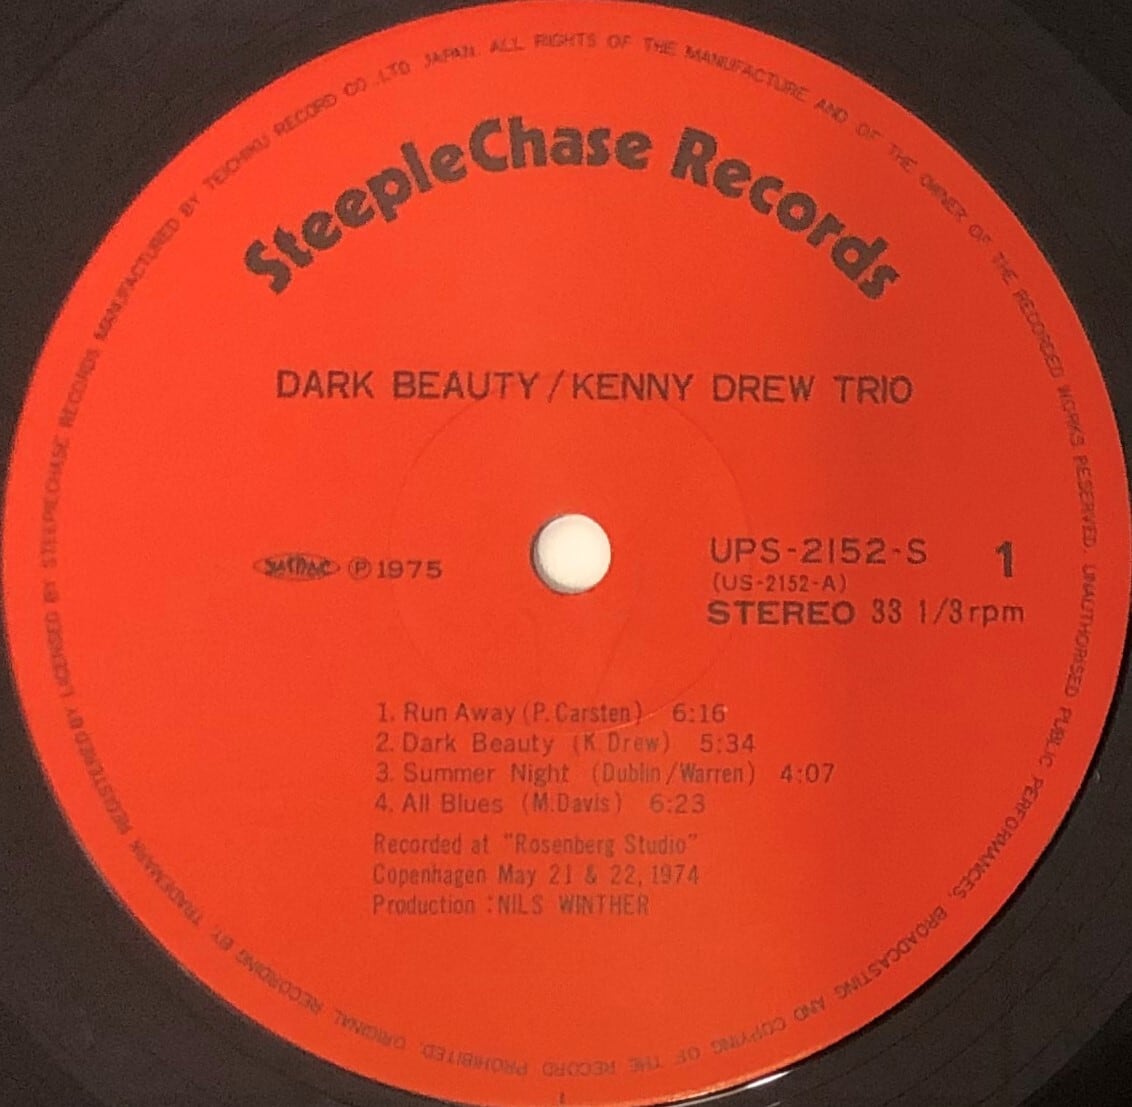 SteepleChase Records
DARK BEAUTY/KENNY DREW TRIO
Ⓟ1975
UPS-2152-S 1
(US-2152-A)
STEREO 33 1/3rpm
1. Run Away (P. Carsten) 6:16
2. Dark Beauty (K. Drew) 5:34
3. Summer Night (Dublin/Warren) 4:07
4. All Blues (M.Davis) 6:23
Recorded at "Rosenberg Studio"
Copenhagen May 21 & 22, 1974
Production : NILS WINTHER
ORIGINAL RECORDING BY, TRADEMARK REGISTERED BY LICENSED BY STEEPLECHASE RECORDS MANUFACTURED BY TEICHIKU RECORD CO.,LTD JAPAN. ALL RIGHTS OF THE MANUFACTURE AND OF THE OWNER OF THE RECORDED WORKS RESERVED. UNAUTHORISED PUBLIC PERFORMANCES, BROADCASTING AND COPYING OF THE RECORD PROHIBITED.